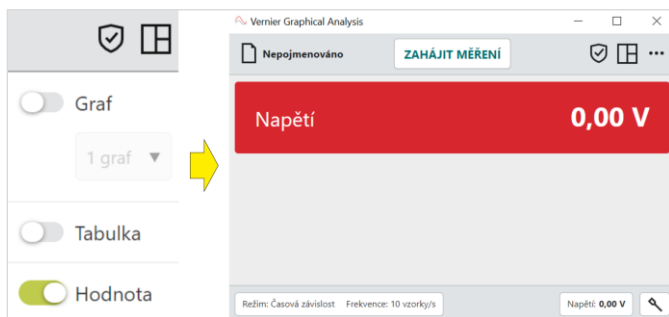 Graf
1 graf
Tabulka
Hodnota
Vernier Graphical Analysis
Nepojmenováno
ZAHÁJIT MĚŘENÍ
Napětí
0,00 V
Režim: Časová závislost Frekvence: 10 vzorky/s
Napětí: 0,00 V